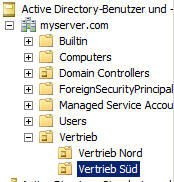 Active Directory-Benutzer und -
myserver.com
Builtin
Computers
Domain Controllers
ForeignSecurityPrincipal
Managed Service Accou
Users
Vertrieb
Vertrieb Nord
Vertrieb Süd